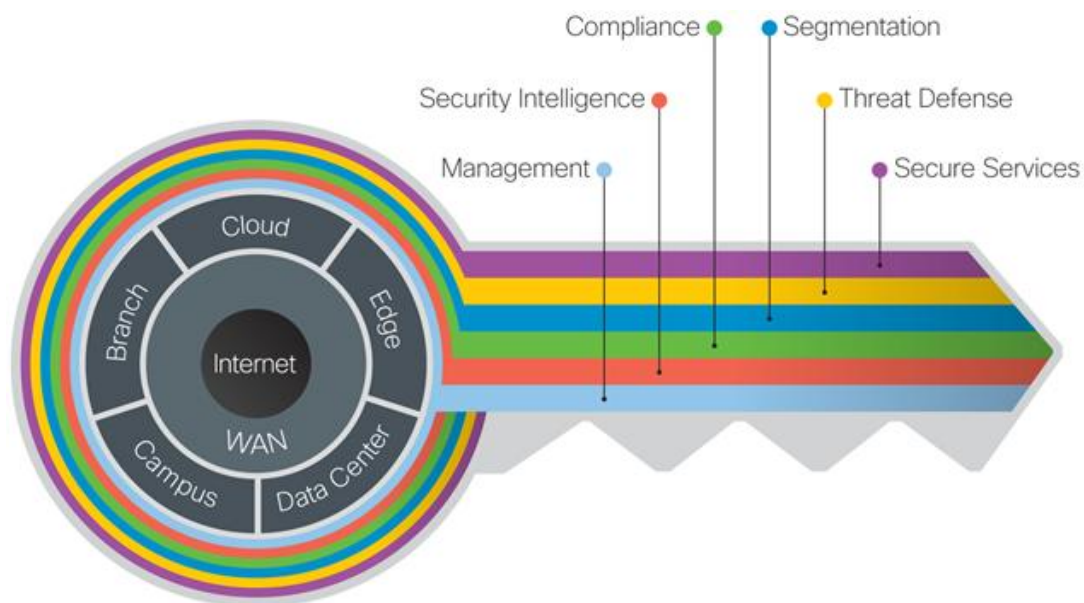 Compliance
Segmentation
Security Intelligence
Threat Defense
Management
Secure Services
Cloud
Branch
Edge
Internet
WAN
Campus
Data Center